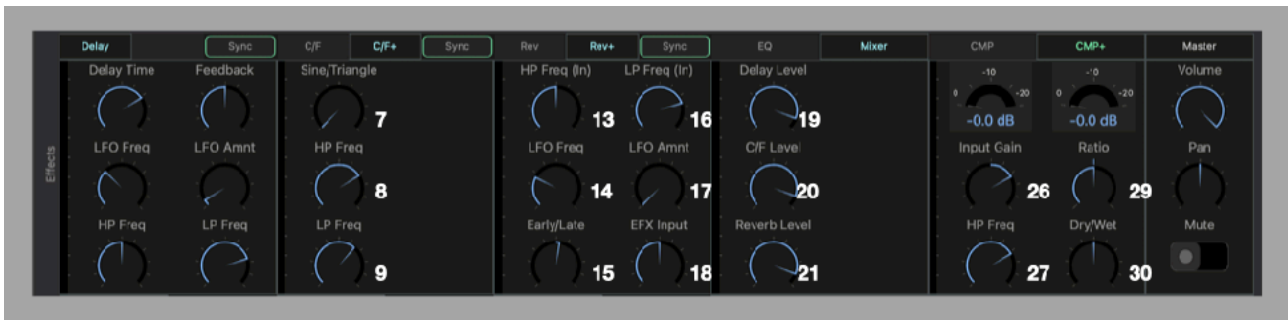 Delay Sync C/F C/F+ Sync Rev Rev+ Sync EQ Mixer CMP CMP+ Master
Effects
Delay Time Feedback Sine/Triangle HP Freq (In) LP Freq (In) Delay Level -10 -10 Volume
0 -20 0 -20
7 13 16 19 -0.0 dB -0.0 dB
LFO Freq LFO Amnt HP Freq LFO Freq LFO Amnt C/F Level Input Gain Ratio Pan
8 14 17 20 26 29
HP Freq LP Freq LP Freq Early/Late EFX Input Reverb Level HP Freq Dry/Wet Mute
9 15 18 21 27 30